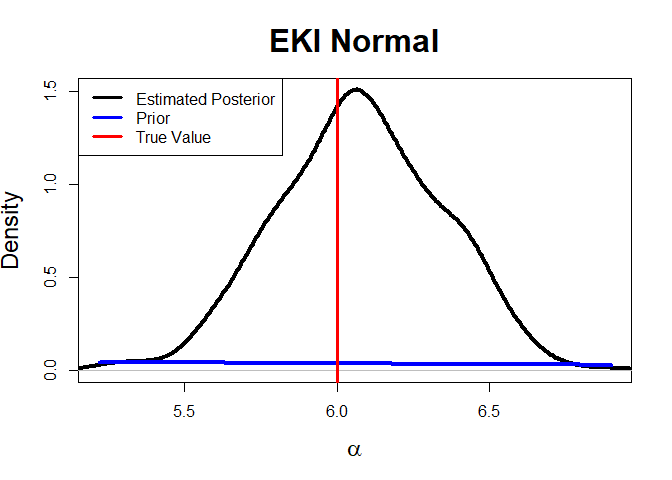 EKI Normal
Estimated Posterior
Prior
True Value
Density
1.5
1.0
0.5
0.0
5.5 6.0 6.5
α